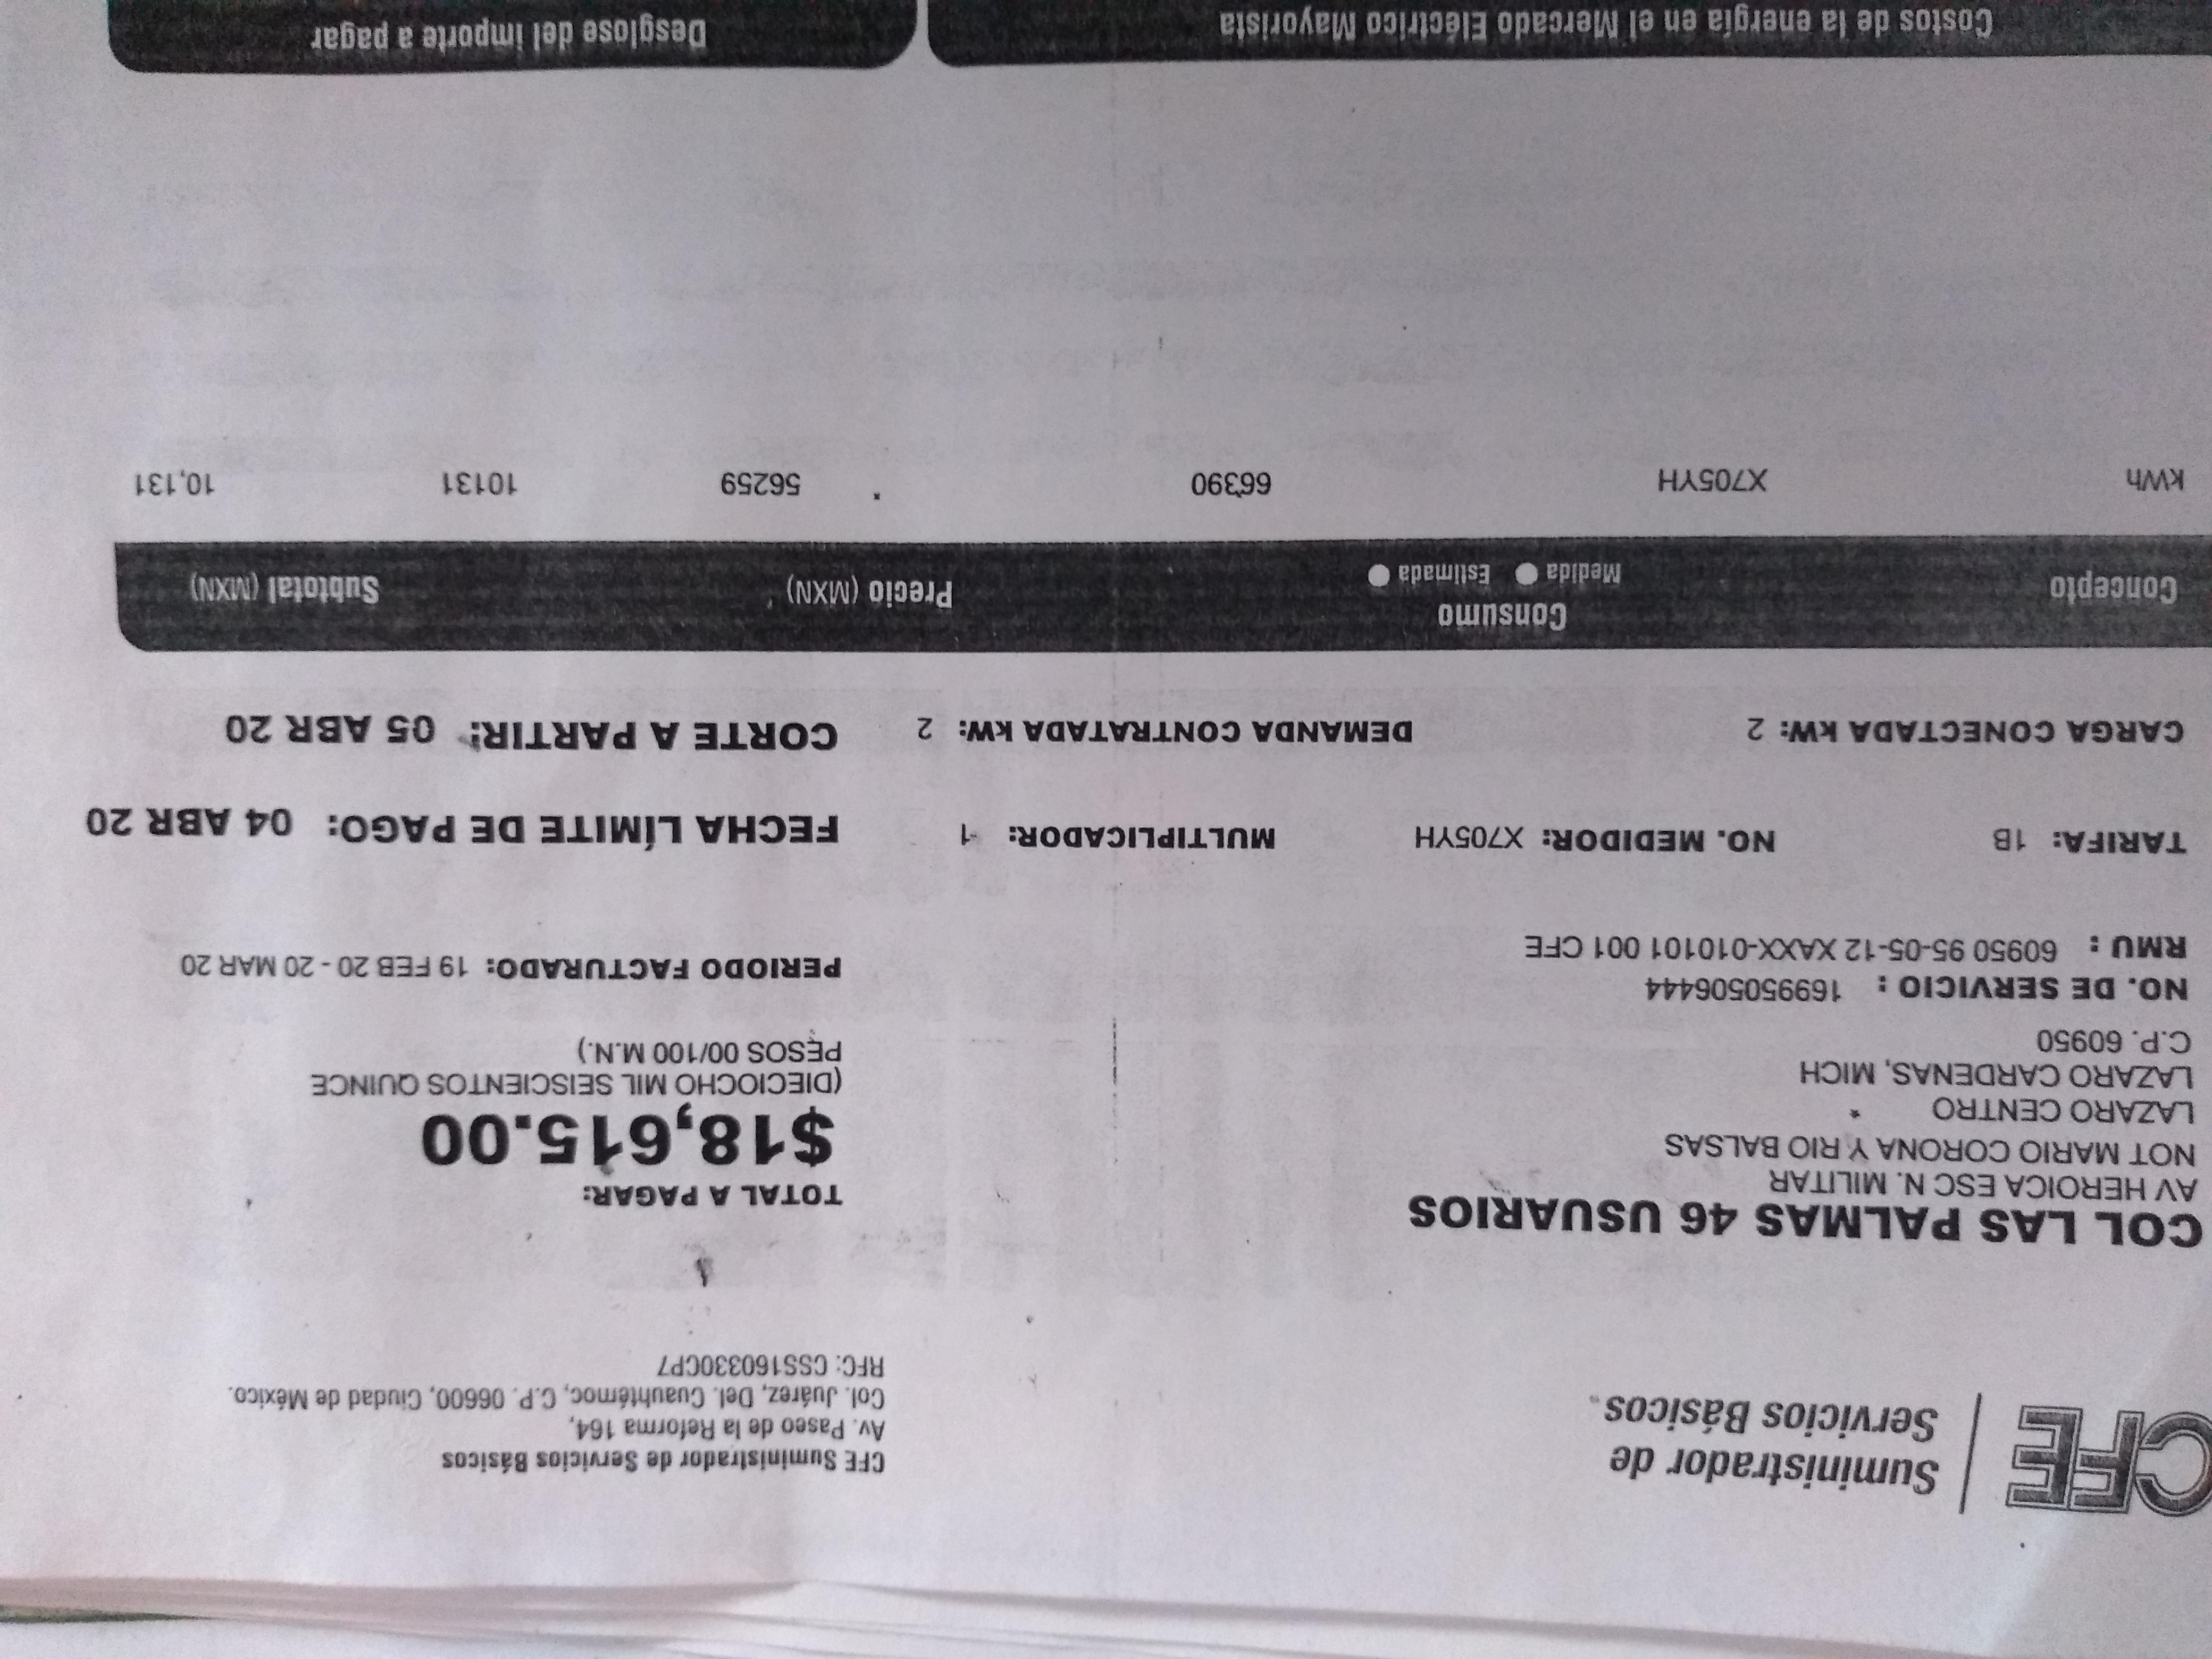 CFE
Suministrador de
Servicios Básicos
CFE Suministrador de Servicios Básicos
Av. Paseo de la Reforma 164,
Col. Juárez, Del. Cuauhtémoc, C.P. 06600, Ciudad de México.
RFC: CSS160330CP7
COL LAS PALMAS 46 USUARIOS
AV HEROICA ESC N. MILITAR
NOT MARIO CORONA Y RIO BALSAS
LAZARO CENTRO *
LAZARO CARDENAS, MICH
C.P. 60950
NO. DE SERVICIO : 169950506444
RMU : 60950 95-05-12 XAXX-010101 001 CFE
TOTAL A PAGAR:
$18,615.00
(DIECIOCHO MIL SEISCIENTOS QUINCE
PESOS 00/100 M.N.)
PERIODO FACTURADO: 19 FEB 20 - 20 MAR 20
TARIFA: 1B NO. MEDIDOR: X705YH MULTIPLICADOR: 1
FECHA LÍMITE DE PAGO: 04 ABR 20
CARGA CONECTADA kW: 2 DEMANDA CONTRATADA kW: 2
CORTE A PARTIR: 05 ABR 20
Concepto
Consumo
Medida Estimada
Precio (MXN)
Subtotal (MXN)
kWh X705YH 66390 56259 10131 10,131
Costos de la energía en el Mercado Eléctrico Mayorista
Desglose del importe a pagar